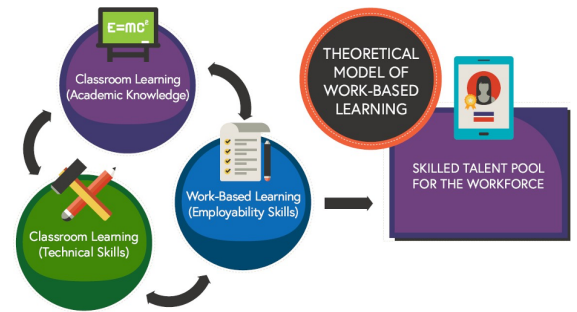 E=mc²
Classroom Learning
(Academic Knowledge)
THEORETICAL
MODEL OF
WORK-BASED
LEARNING
SKILLED TALENT POOL
FOR THE WORKFORCE
Work-Based Learning
(Employability Skills)
Classroom Learning
(Technical Skills)